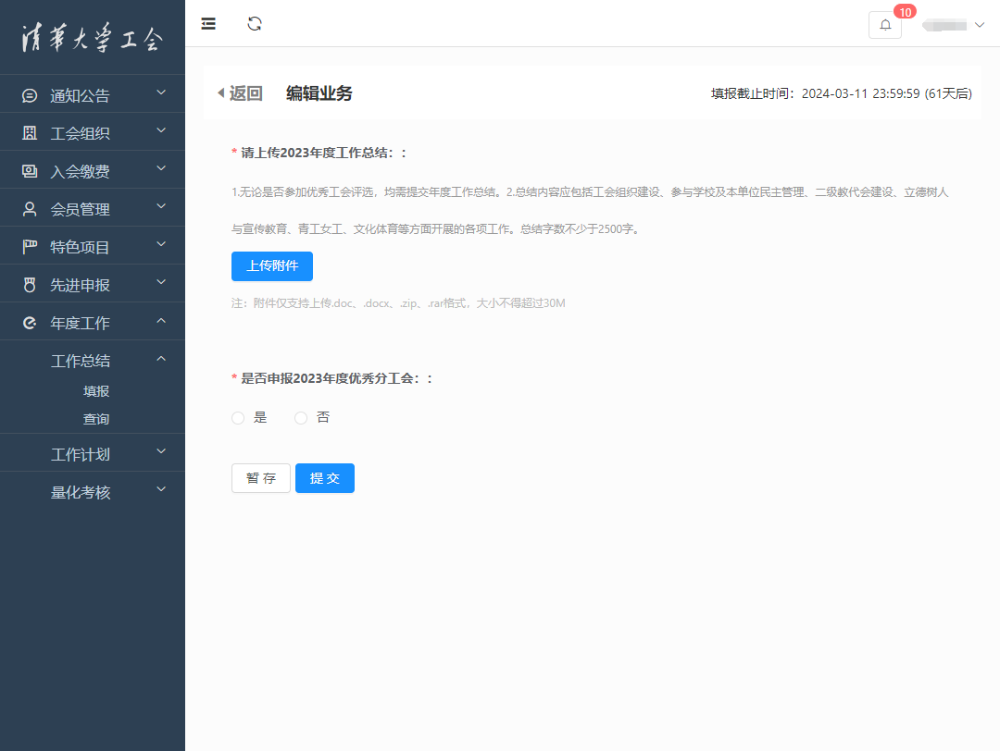 清华大学工会
10
通知公告
工会组织
入会缴费
会员管理
特色项目
先进申报
年度工作
工作总结
填报
查询
工作计划
量化考核
返回 编辑业务 填报截止时间：2024-03-11 23:59:59 (61天后)
* 请上传2023年度工作总结：:
1.无论是否参加优秀工会评选，均需提交年度工作总结。2.总结内容应包括工会组织建设、参与学校及本单位民主管理、二级教代会建设、立德树人
与宣传教育、青工女工、文化体育等方面开展的各项工作。总结字数不少于2500字。
上传附件
注：附件仅支持上传.doc、.docx、.zip、.rar格式，大小不得超过30M
* 是否申报2023年度优秀分工会：:
是 否
暂 存 提 交